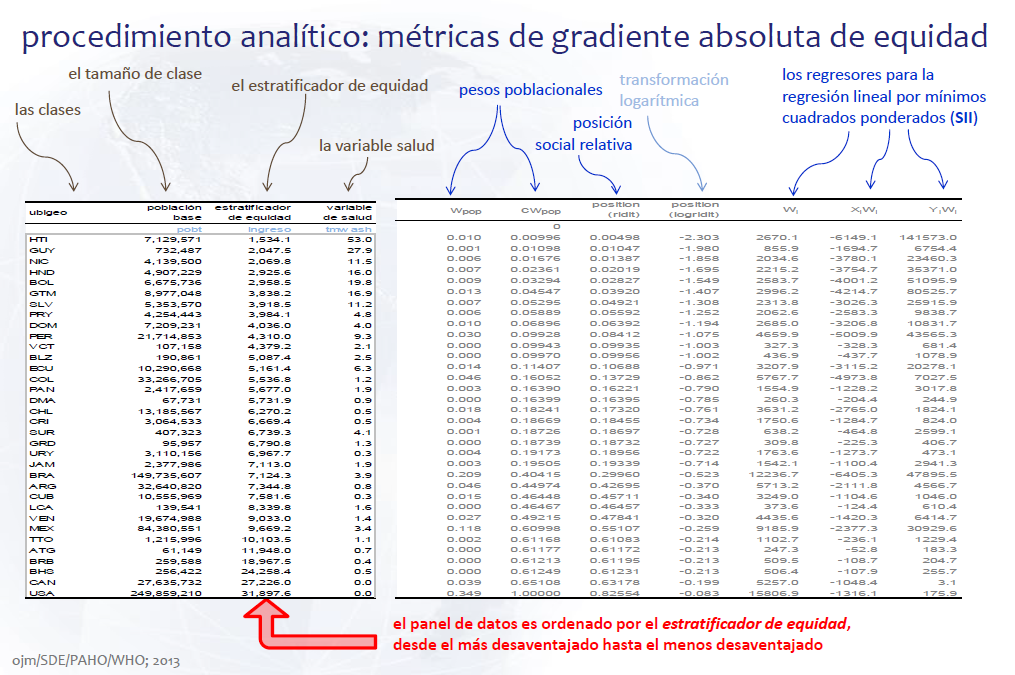 procedimiento analítico: métricas de gradiente absoluta de equidad
las clases
el tamaño de clase
el estratificador de equidad
la variable salud
pesos poblacionales
posición
social relativa
transformación
logarítmica
los regresores para la
regresión lineal por mínimos
cuadrados ponderados (SII)
ubigeo población base estratificador de equidad variable de salud Wpop CWpop position (ridit) position (logridit) Wi XiWi YiWi
pobt ingreso tmwash 0
HTI 7,129,571 1,534.1 53.0 0.010 0.00996 0.00498 -2.303 2670.1 -6149.1 141573.0
GUY 732,487 2,047.5 27.9 0.001 0.01098 0.01047 -1.980 855.9 -1694.7 6754.4
NIC 4,139,500 2,069.8 11.5 0.006 0.01676 0.01387 -1.858 2034.6 -3780.1 23460.3
HND 4,907,229 2,925.6 16.0 0.007 0.02361 0.02019 -1.695 2215.2 -3754.7 35371.0
BOL 6,675,736 2,958.5 19.8 0.009 0.03294 0.02827 -1.549 2583.7 -4001.2 51095.9
GTM 8,977,048 3,838.2 16.9 0.013 0.04547 0.03920 -1.407 2996.2 -4214.7 80525.7
SLV 5,353,570 3,918.5 11.2 0.007 0.05295 0.04921 -1.308 2313.8 -3026.3 25915.9
PRY 4,254,443 3,984.1 4.8 0.006 0.05889 0.05592 -1.252 2062.6 -2583.3 9838.7
DOM 7,209,231 4,036.0 4.0 0.010 0.06896 0.06392 -1.194 2685.0 -3206.8 10831.7
PER 21,714,853 4,310.0 9.3 0.030 0.09928 0.08412 -1.075 4659.9 -5009.9 43565.3
VCT 107,158 4,379.2 2.1 0.000 0.09943 0.09935 -1.003 327.3 -328.3 681.4
BLZ 190,861 5,087.4 2.5 0.000 0.09970 0.09956 -1.002 436.9 -437.7 1078.9
ECU 10,290,668 5,161.4 6.3 0.014 0.11407 0.10688 -0.971 3207.9 -3115.2 20278.1
COL 33,266,705 5,536.8 1.2 0.046 0.16052 0.13729 -0.862 5767.7 -4973.8 7027.5
PAN 2,417,659 5,677.0 1.9 0.003 0.16390 0.16221 -0.790 1554.9 -1228.2 3017.8
DMA 67,731 5,731.9 0.9 0.000 0.16399 0.16395 -0.785 260.3 -204.4 244.9
CHL 13,185,567 6,270.2 0.5 0.018 0.18241 0.17320 -0.761 3631.2 -2765.0 1824.1
CRI 3,064,533 6,669.4 0.5 0.004 0.18669 0.18455 -0.734 1750.6 -1284.7 824.0
SUR 407,323 6,739.3 4.1 0.001 0.18726 0.18697 -0.728 638.2 -464.8 2599.1
GRD 95,957 6,790.8 1.3 0.000 0.18739 0.18732 -0.727 309.8 -225.3 406.7
URY 3,110,156 6,967.7 0.3 0.004 0.19173 0.18956 -0.722 1763.6 -1273.7 473.1
JAM 2,377,986 7,113.0 1.9 0.003 0.19505 0.19339 -0.714 1542.1 -1100.4 2941.3
BRA 149,735,607 7,124.3 3.9 0.209 0.40415 0.29960 -0.523 12236.7 -6405.3 47895.5
ARG 32,640,820 7,344.8 0.8 0.046 0.44974 0.42695 -0.370 5713.2 -2111.8 4566.7
CUB 10,555,969 7,581.6 0.3 0.015 0.46448 0.45711 -0.340 3249.0 -1104.6 1046.0
LCA 139,541 8,339.8 1.6 0.000 0.46467 0.46457 -0.333 373.6 -124.4 610.4
VEN 19,674,988 9,033.0 1.4 0.027 0.49215 0.47841 -0.320 4435.6 -1420.3 6414.7
MEX 84,380,551 9,669.2 3.4 0.118 0.60998 0.55107 -0.259 9185.9 -2377.3 30929.6
TTO 1,215,996 10,103.5 1.1 0.002 0.61168 0.61083 -0.214 1102.7 -236.1 1229.4
ATG 61,149 11,948.0 0.7 0.000 0.61177 0.61172 -0.213 247.3 -52.8 183.3
BRB 259,588 18,967.5 0.4 0.000 0.61213 0.61195 -0.213 509.5 -108.7 204.7
BHS 256,422 24,258.4 0.5 0.000 0.61249 0.61231 -0.213 506.4 -107.9 255.7
CAN 27,635,732 27,226.0 0.0 0.039 0.65108 0.63178 -0.199 5257.0 -1048.4 3.1
USA 249,859,210 31,897.6 0.0 0.349 1.00000 0.82554 -0.083 15806.9 -1316.1 175.9
el panel de datos es ordenado por el estratificador de equidad,
desde el más desaventajado hasta el menos desaventajado
ojm/SDE/PAHO/WHO; 2013